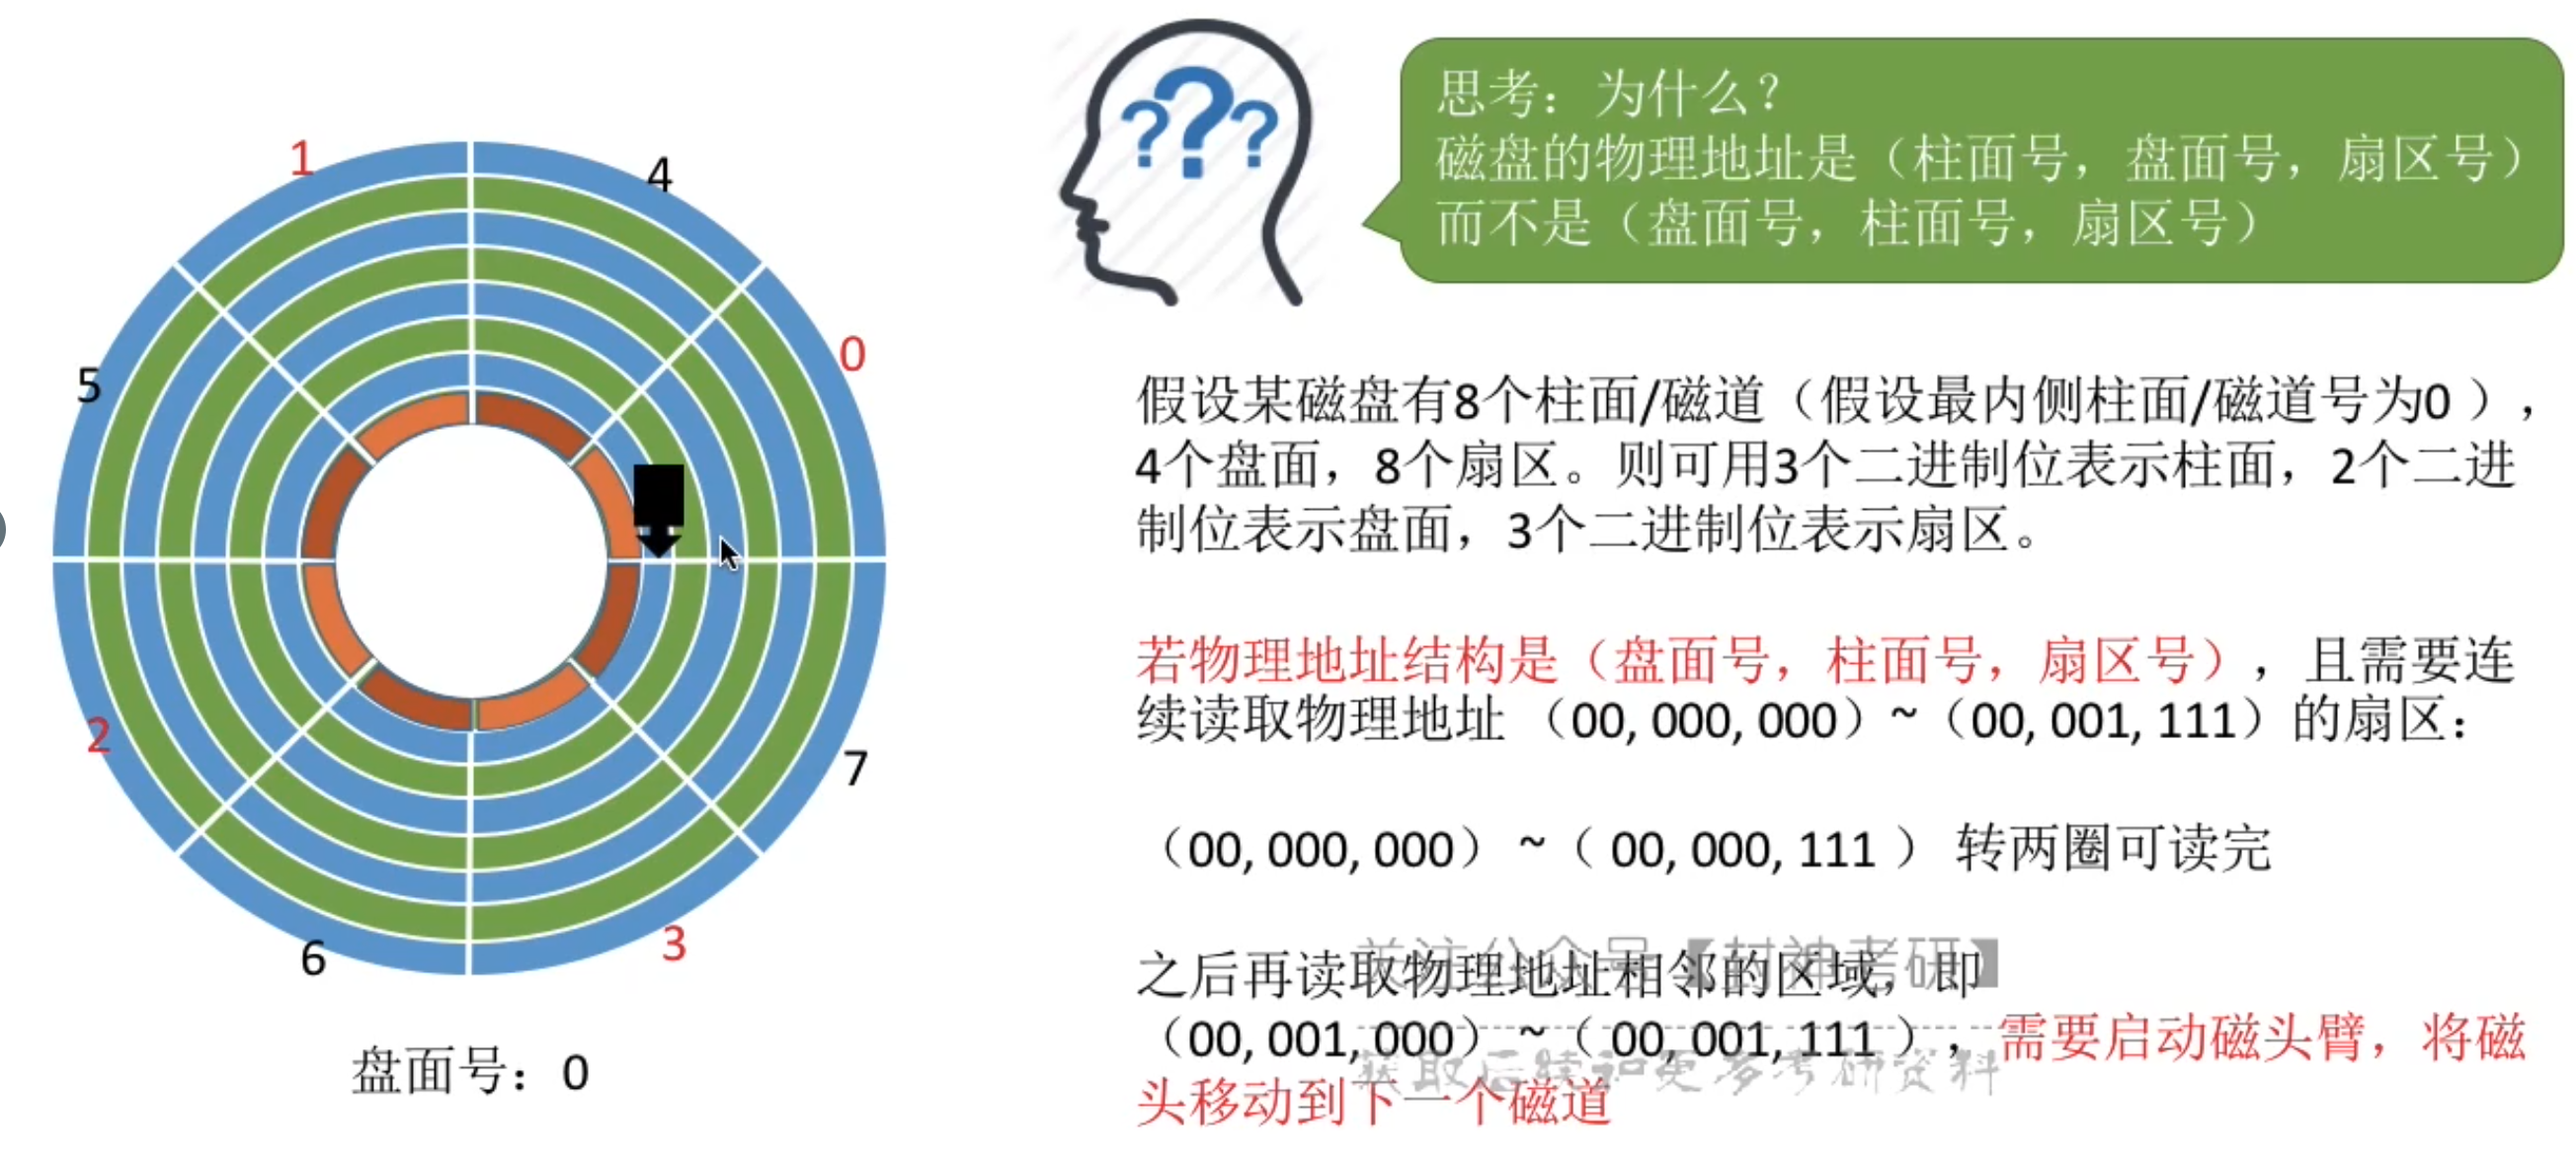 1
4
0
5
2
7
6
3
盘面号：0
???
思考：为什么？
磁盘的物理地址是（柱面号，盘面号，扇区号）
而不是（盘面号，柱面号，扇区号）
假设某磁盘有8个柱面/磁道（假设最内侧柱面/磁道号为0 ），
4个盘面，8个扇区。则可用3个二进制位表示柱面，2个二进
制位表示盘面，3个二进制位表示扇区。
若物理地址结构是（盘面号，柱面号，扇区号），且需要连
续读取物理地址（00, 000, 000）~（00, 001, 111）的扇区：
（00, 000, 000） ~（ 00, 000, 111 ） 转两圈可读完
之后再读取物理地址相邻的区域，即
（00, 001, 000） ~（ 00, 001, 111 ），需要启动磁头臂，将磁
头移动到下一个磁道
关注公众号【封神考研】
获取后续和更多考研资料